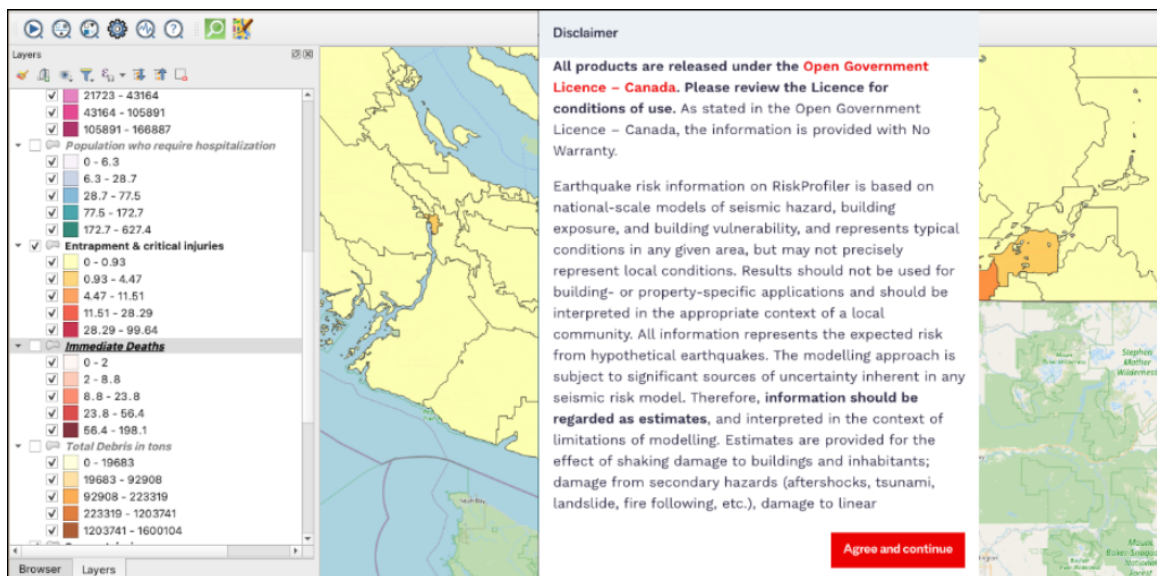 Layers
21723 - 43164
43164 - 105891
105891 - 166887
Population who require hospitalization
0 - 6.3
6.3 - 28.7
28.7 - 77.5
77.5 - 172.7
172.7 - 627.4
Entrapment & critical injuries
0 - 0.93
0.93 - 4.47
4.47 - 11.51
11.51 - 28.29
28.29 - 99.64
Immediate Deaths
0 - 2
2 - 8.8
8.8 - 23.8
23.8 - 56.4
56.4 - 198.1
Total Debris in tons
0 - 19683
19683 - 92908
92908 - 223319
223319 - 1203741
1203741 - 1600104
Browser
Layers
Disclaimer
All products are released under the Open Government
Licence – Canada. Please review the Licence for
conditions of use. As stated in the Open Government
Licence – Canada, the information is provided with No
Warranty.
Earthquake risk information on RiskProfiler is based on
national-scale models of seismic hazard, building
exposure, and building vulnerability, and represents typical
conditions in any given area, but may not precisely
represent local conditions. Results should not be used for
building- or property-specific applications and should be
interpreted in the appropriate context of a local
community. All information represents the expected risk
from hypothetical earthquakes. The modelling approach is
subject to significant sources of uncertainty inherent in any
seismic risk model. Therefore, information should be
regarded as estimates, and interpreted in the context of
limitations of modelling. Estimates are provided for the
effect of shaking damage to buildings and inhabitants;
damage from secondary hazards (aftershocks, tsunami,
landslide, fire following, etc.), damage to linear
Agree and continue
Stephen
Mather
Wilderness
Mount
Baker-Snoqualmie
National
Forest